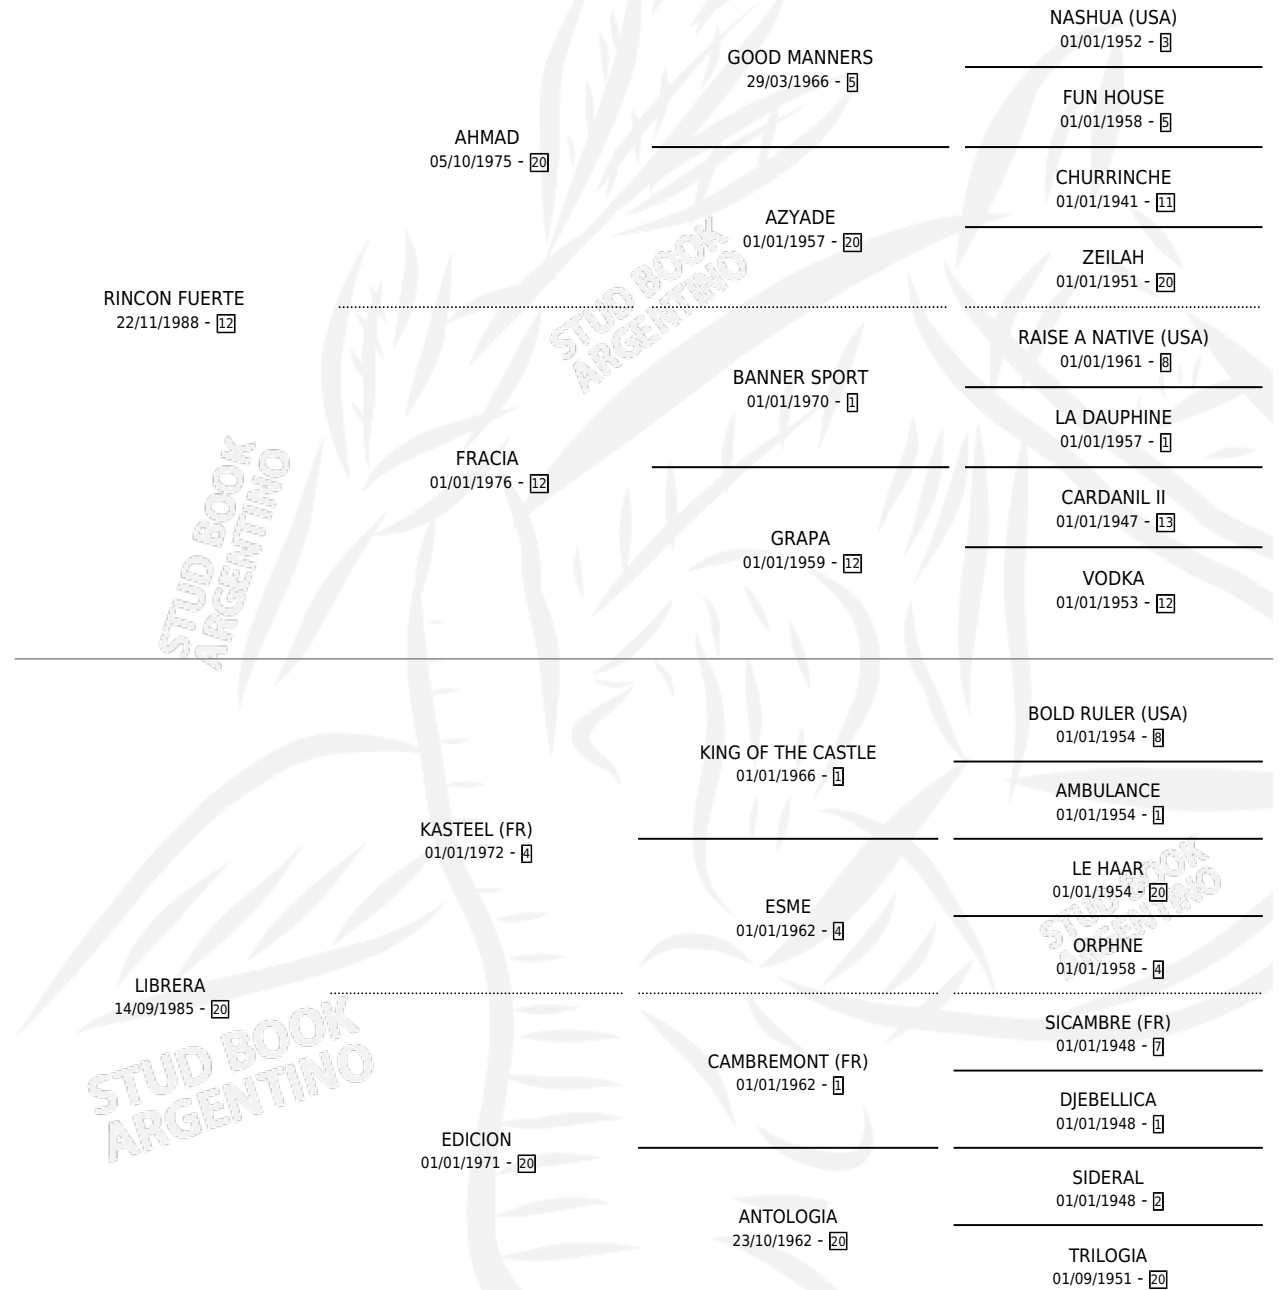 NASHUA (USA)
01/01/1952 - 3
GOOD MANNERS
29/03/1966 - 5
FUN HOUSE
01/01/1958 - 5
AHMAD
05/10/1975 - 20
CHURRINCHE
01/01/1941 - 11
AZYADE
01/01/1957 - 20
ZEILAH
01/01/1951 - 20
RINCON FUERTE
22/11/1988 - 12
STUD BOOK
ARGENTINO
RAISE A NATIVE (USA)
01/01/1961 - 8
BANNER SPORT
01/01/1970 - 1
LA DAUPHINE
01/01/1957 - 1
FRACIA
01/01/1976 - 12
CARDANIL II
01/01/1947 - 13
GRAPA
01/01/1959 - 12
VODKA
01/01/1953 - 12
STUD BOOK
ARGENTINO
BOLD RULER (USA)
01/01/1954 - 8
KING OF THE CASTLE
01/01/1966 - 1
AMBULANCE
01/01/1954 - 1
KASTEEL (FR)
01/01/1972 - 4
LE HAAR
01/01/1954 - 20
ESME
01/01/1962 - 4
ORPHNE
01/01/1958 - 4
STUD BOOK
ARGENTINO
LIBRERA
14/09/1985 - 20
SICAMBRE (FR)
01/01/1948 - 7
CAMBREMONT (FR)
01/01/1962 - 1
DJEBELLICA
01/01/1948 - 1
STUD BOOK
ARGENTINO
EDICION
01/01/1971 - 20
SIDERAL
01/01/1948 - 2
ANTOLOGIA
23/10/1962 - 20
TRILOGIA
01/09/1951 - 20